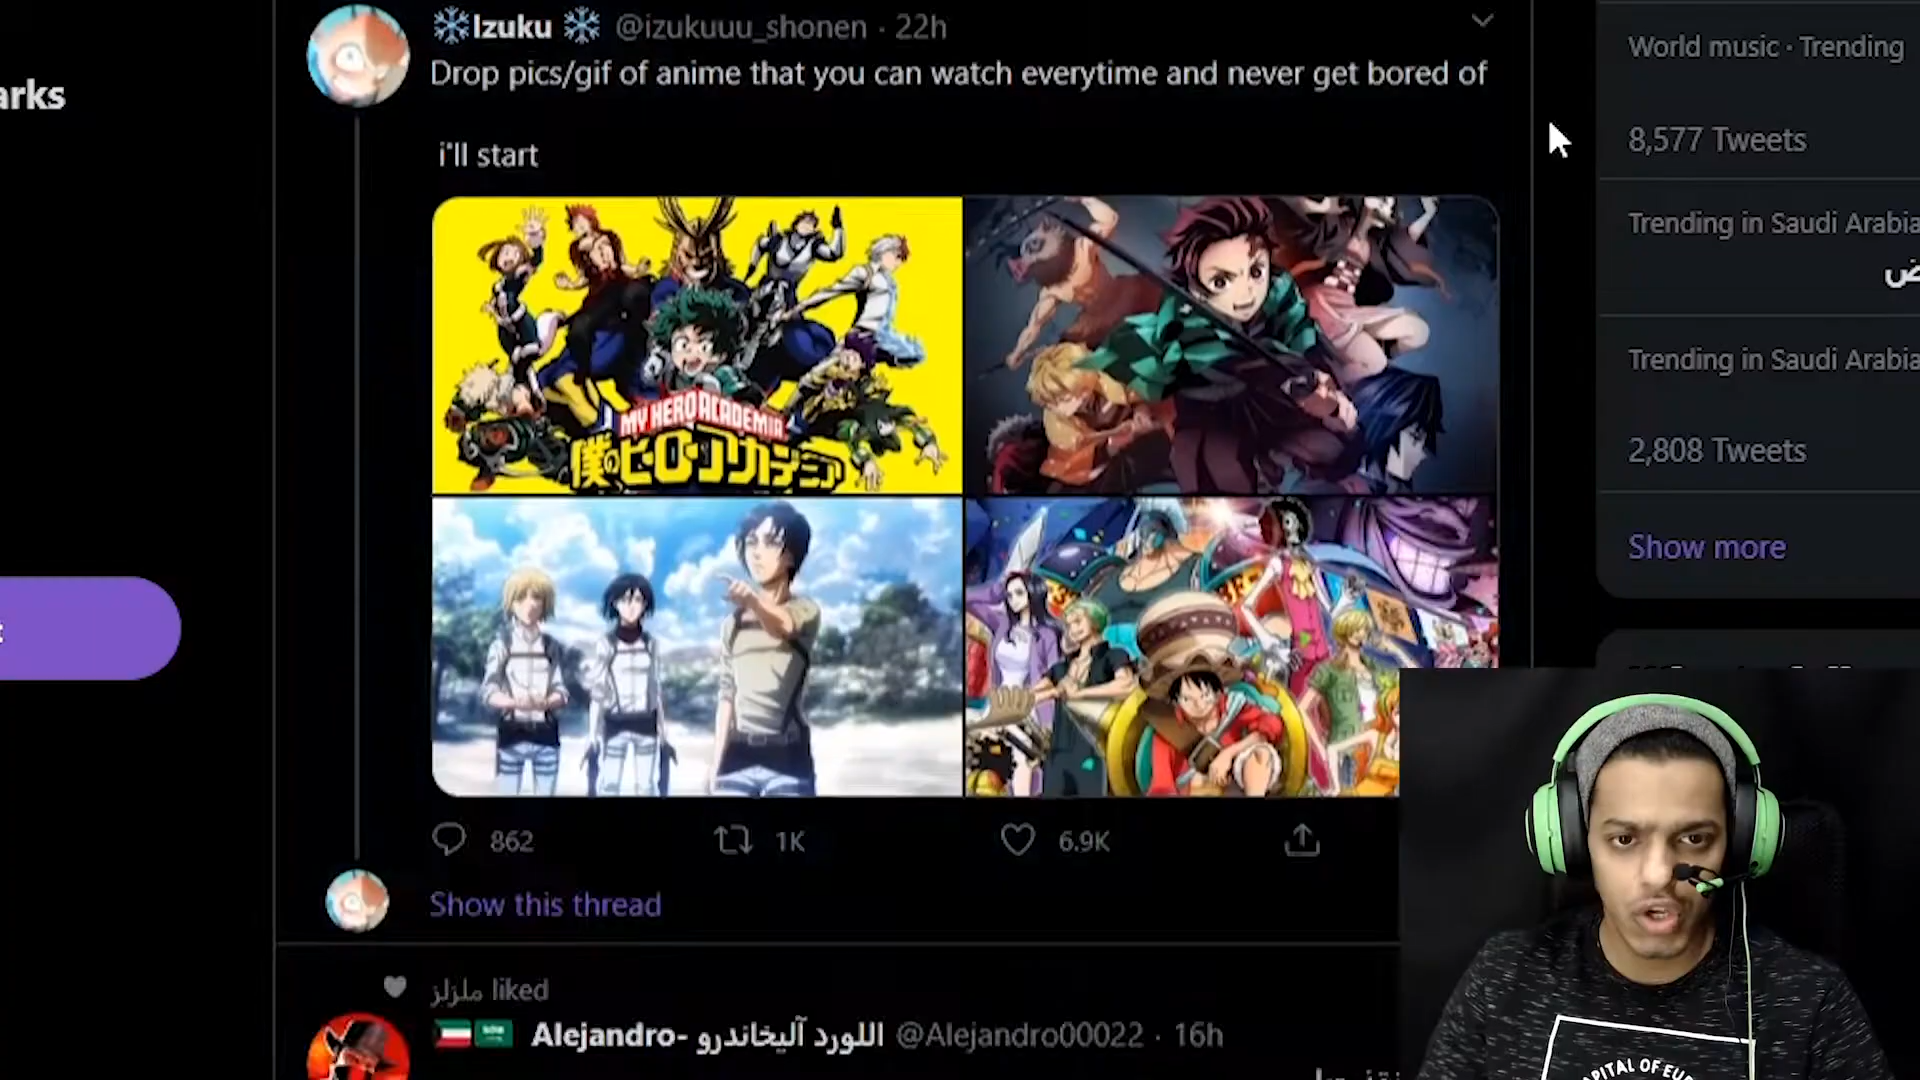 arks
❄Izuku ❄ @izukuuu_shonen · 22h
Drop pics/gif of anime that you can watch everytime and never get bored of
i'll start
MY HERO ACADEMIA
僕のヒーローアカデミア
862
1K
6.9K
Show this thread
ملزلز liked
Alejandro- اللورد آليخاندرو @Alejandro00022 · 16h
World music · Trending
8,577 Tweets
Trending in Saudi Arabia
Trending in Saudi Arabia
2,808 Tweets
Show more